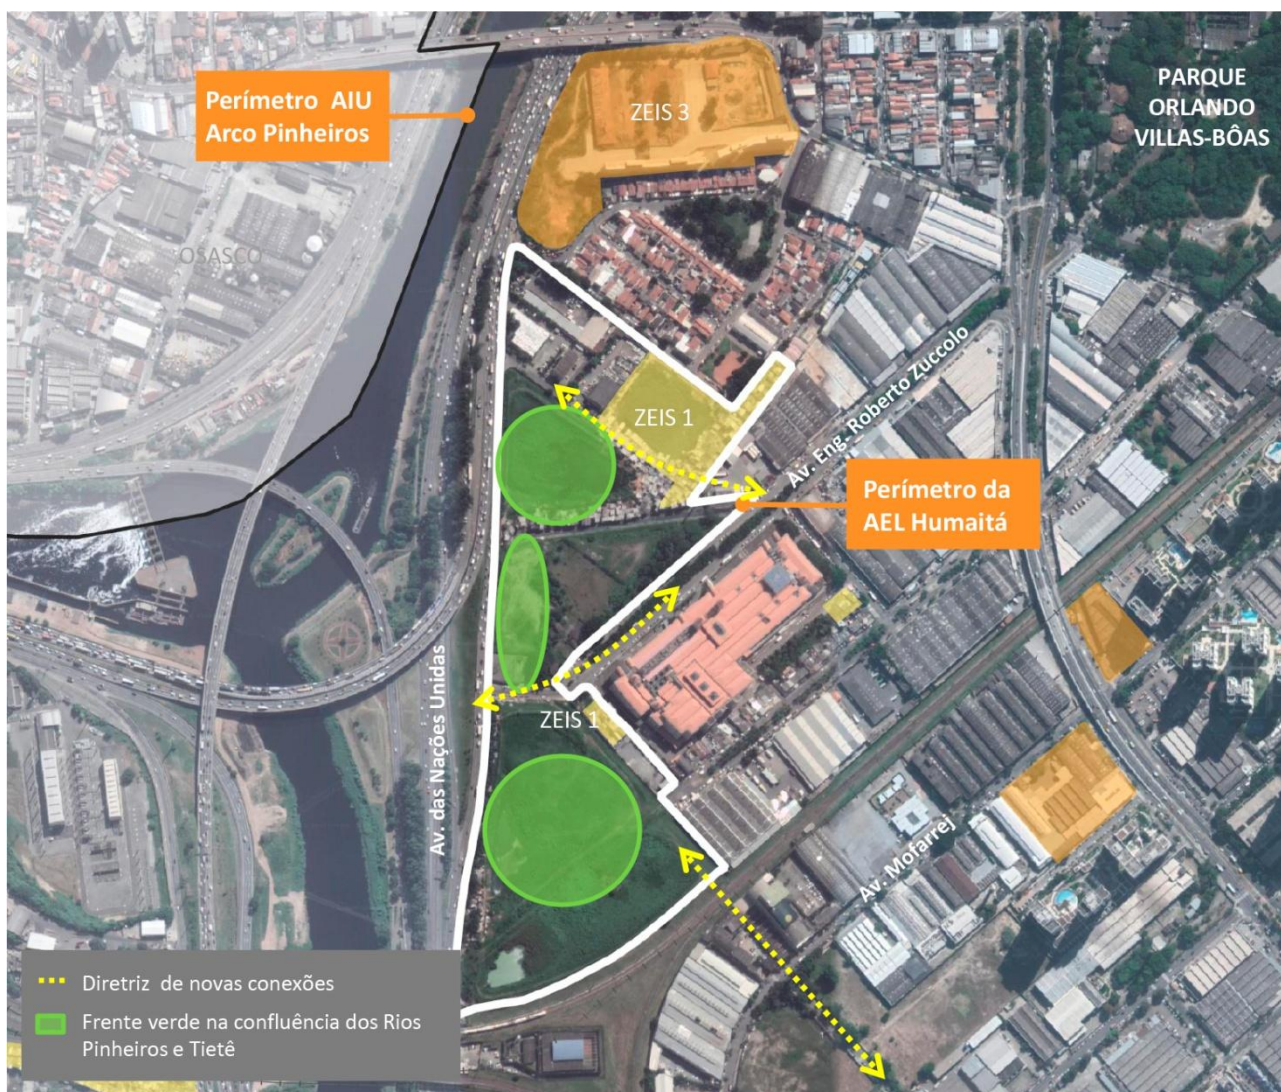 Perímetro AIU
Arco Pinheiros
ZEIS 3
PARQUE
ORLANDO
VILLAS-BÔAS
OSASCO
Av. Eng. Roberto Zuccolo
ZEIS 1
Perímetro da
AEL Humaitá
Av. das Nações Unidas
ZEIS 1
Av. Mofarrej
Diretriz de novas conexões
Frente verde na confluência dos Rios
Pinheiros e Tietê